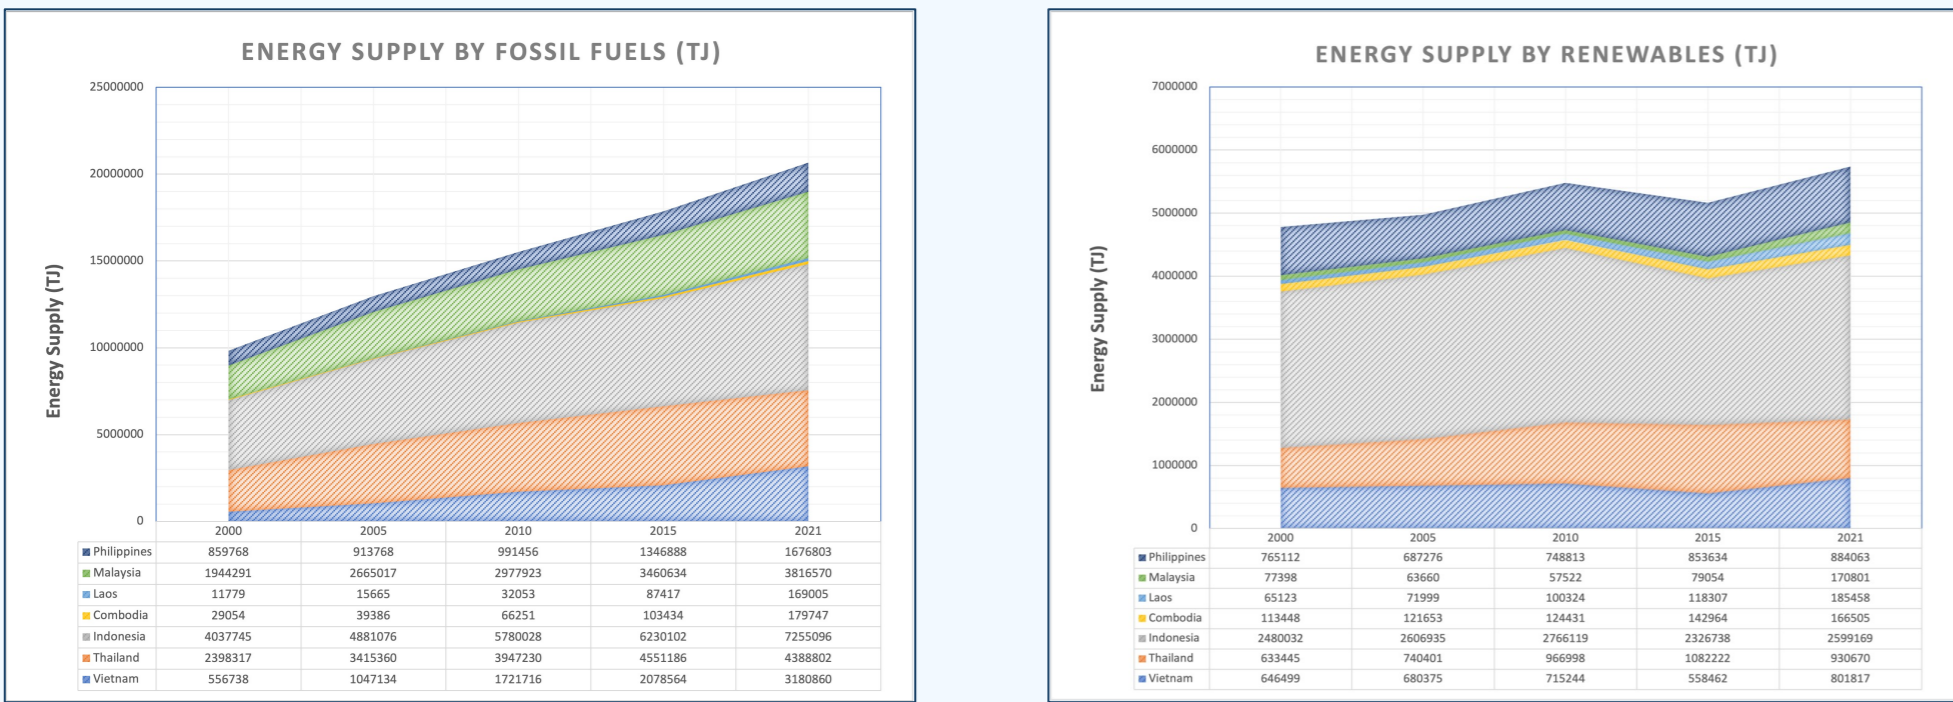 ENERGY SUPPLY BY FOSSIL FUELS (TJ)
Energy Supply (TJ)
25000000
20000000
15000000
10000000
5000000
0
2000 2005 2010 2015 2021
Philippines 859768 913768 991456 1346888 1676803
Malaysia 1944291 2665017 2977923 3460634 3816570
Laos 11779 15665 32053 87417 169005
Combodia 29054 39386 66251 103434 179747
Indonesia 4037745 4881076 5780028 6230102 7255096
Thailand 2398317 3415360 3947230 4551186 4388802
Vietnam 556738 1047134 1721716 2078564 3180860
ENERGY SUPPLY BY RENEWABLES (TJ)
Energy Supply (TJ)
7000000
6000000
5000000
4000000
3000000
2000000
1000000
0
2000 2005 2010 2015 2021
Philippines 765112 687276 748813 853634 884063
Malaysia 77398 63660 57522 79054 170801
Laos 65123 71999 100324 118307 185458
Combodia 113448 121653 124431 142964 166505
Indonesia 2480032 2606935 2766119 2326738 2599169
Thailand 633445 740401 966998 1082222 930670
Vietnam 646499 680375 715244 558462 801817